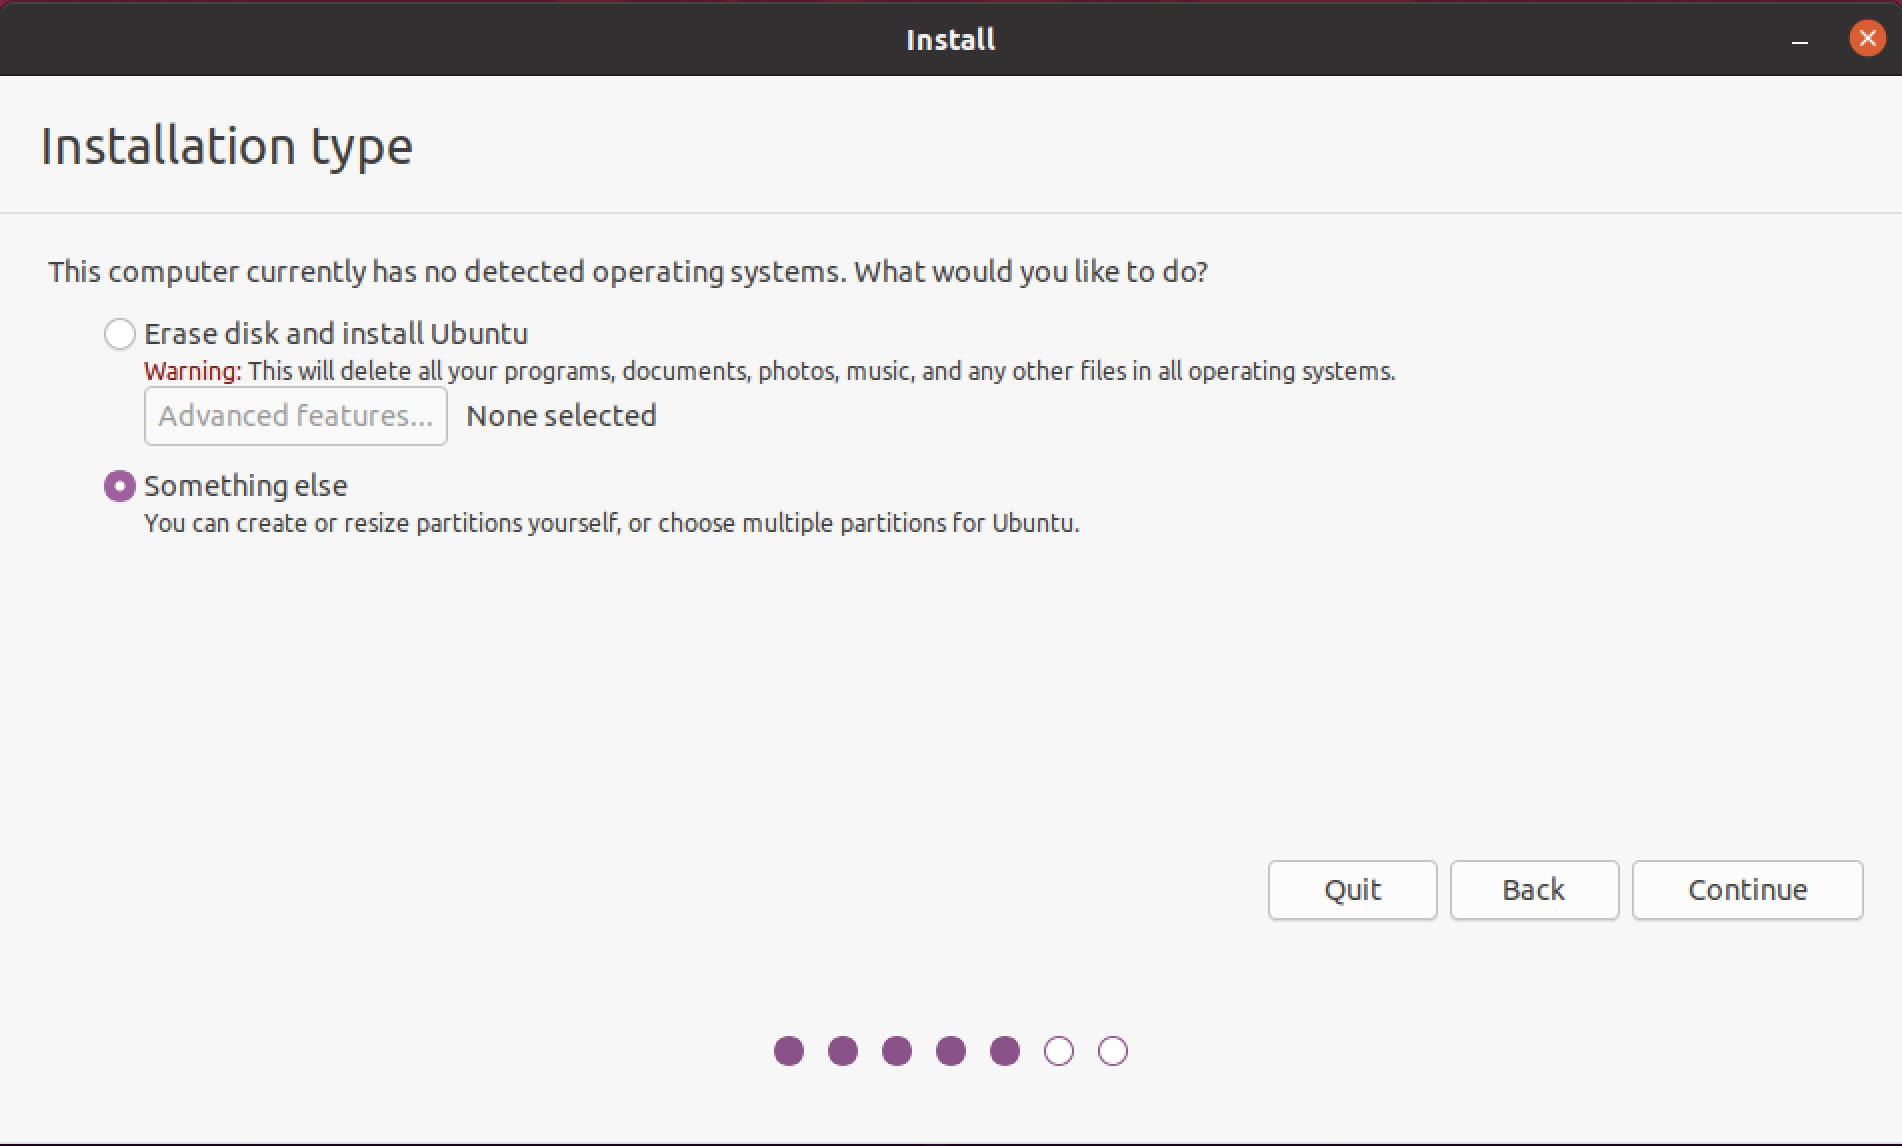 Install
Installation type
This computer currently has no detected operating systems. What would you like to do?
Erase disk and install Ubuntu
Warning: This will delete all your programs, documents, photos, music, and any other files in all operating systems.
Advanced features... None selected
Something else
You can create or resize partitions yourself, or choose multiple partitions for Ubuntu.
Quit Back Continue